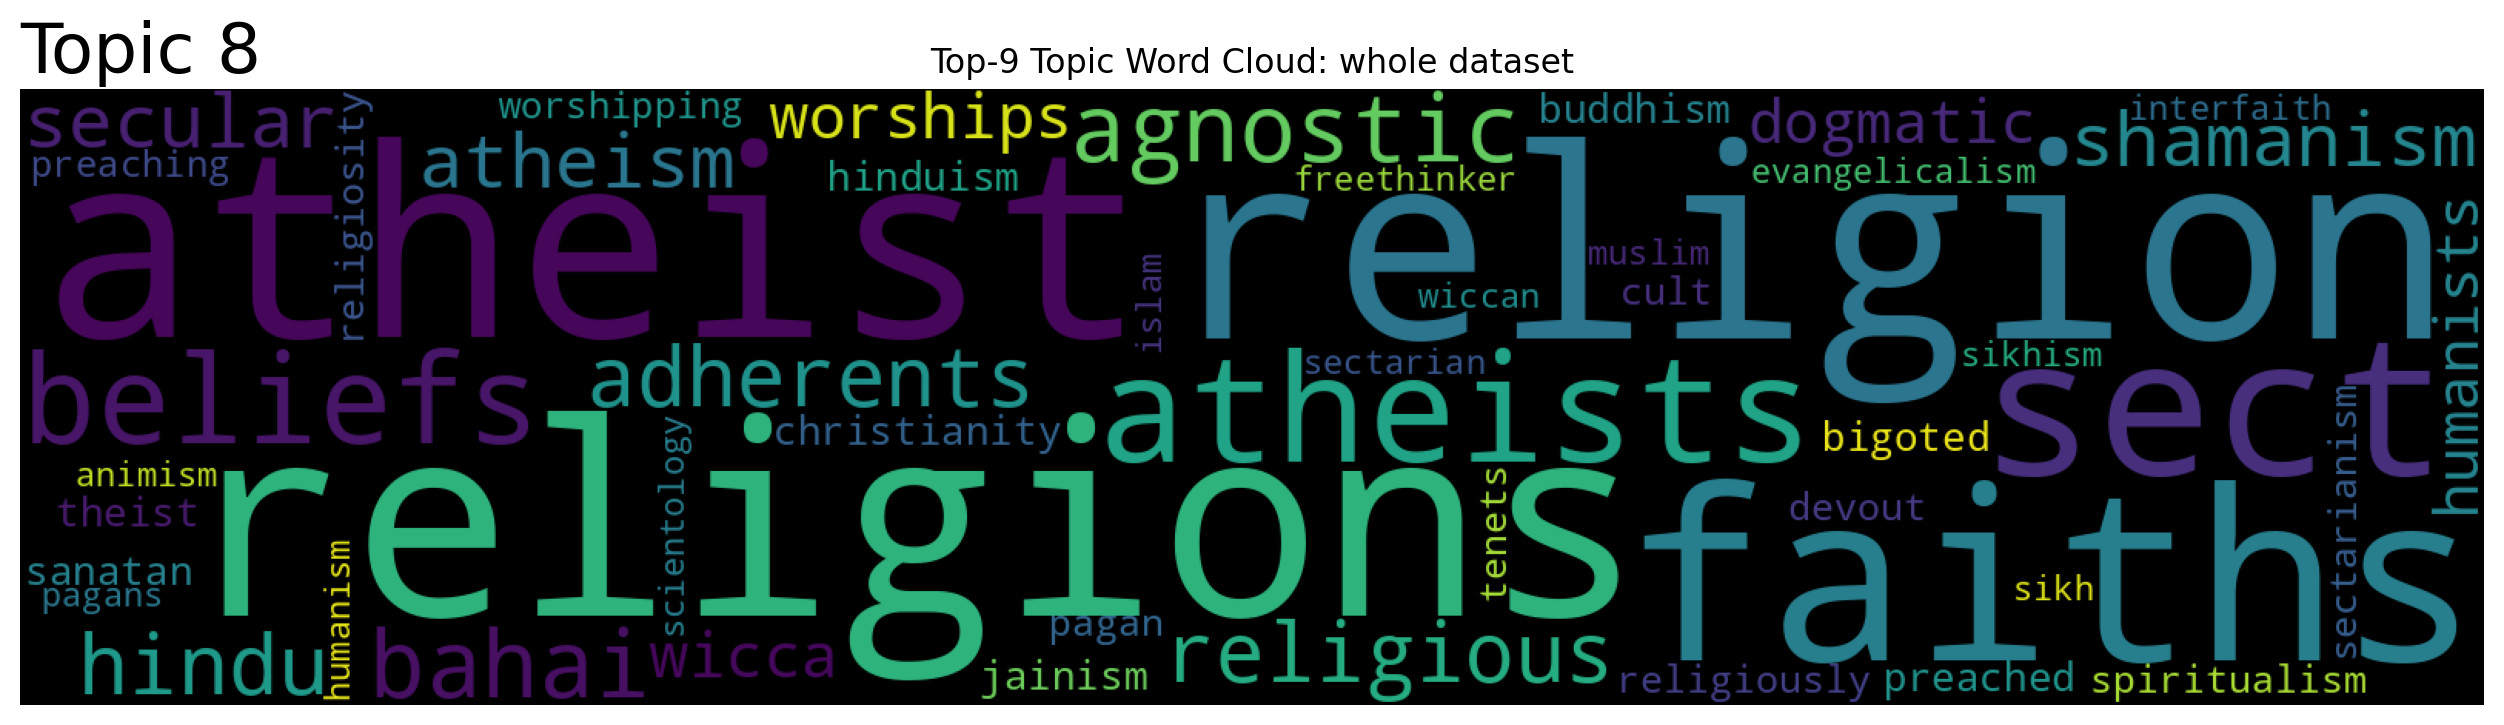 Topic 8
Top-9 Topic Word Cloud: whole dataset
secular
worshipping
worships
agnostic
buddhism
dogmatic
interfaith
shamanism
preaching
religiosity
atheism
hinduism
freethinker
evangelicalism
atheist
religion
humanists
islam
muslim
wiccan
cult
beliefs
adherents
sectarian
atheists
sikhism
sect
christianity
bigoted
scientology
animism
theist
religions
tenets
devout
faiths
sectarianism
sanatan
pagans
humanism
sikh
hindu
bahai
wicca
pagan
jainism
religious
religiously
preached
spiritualism